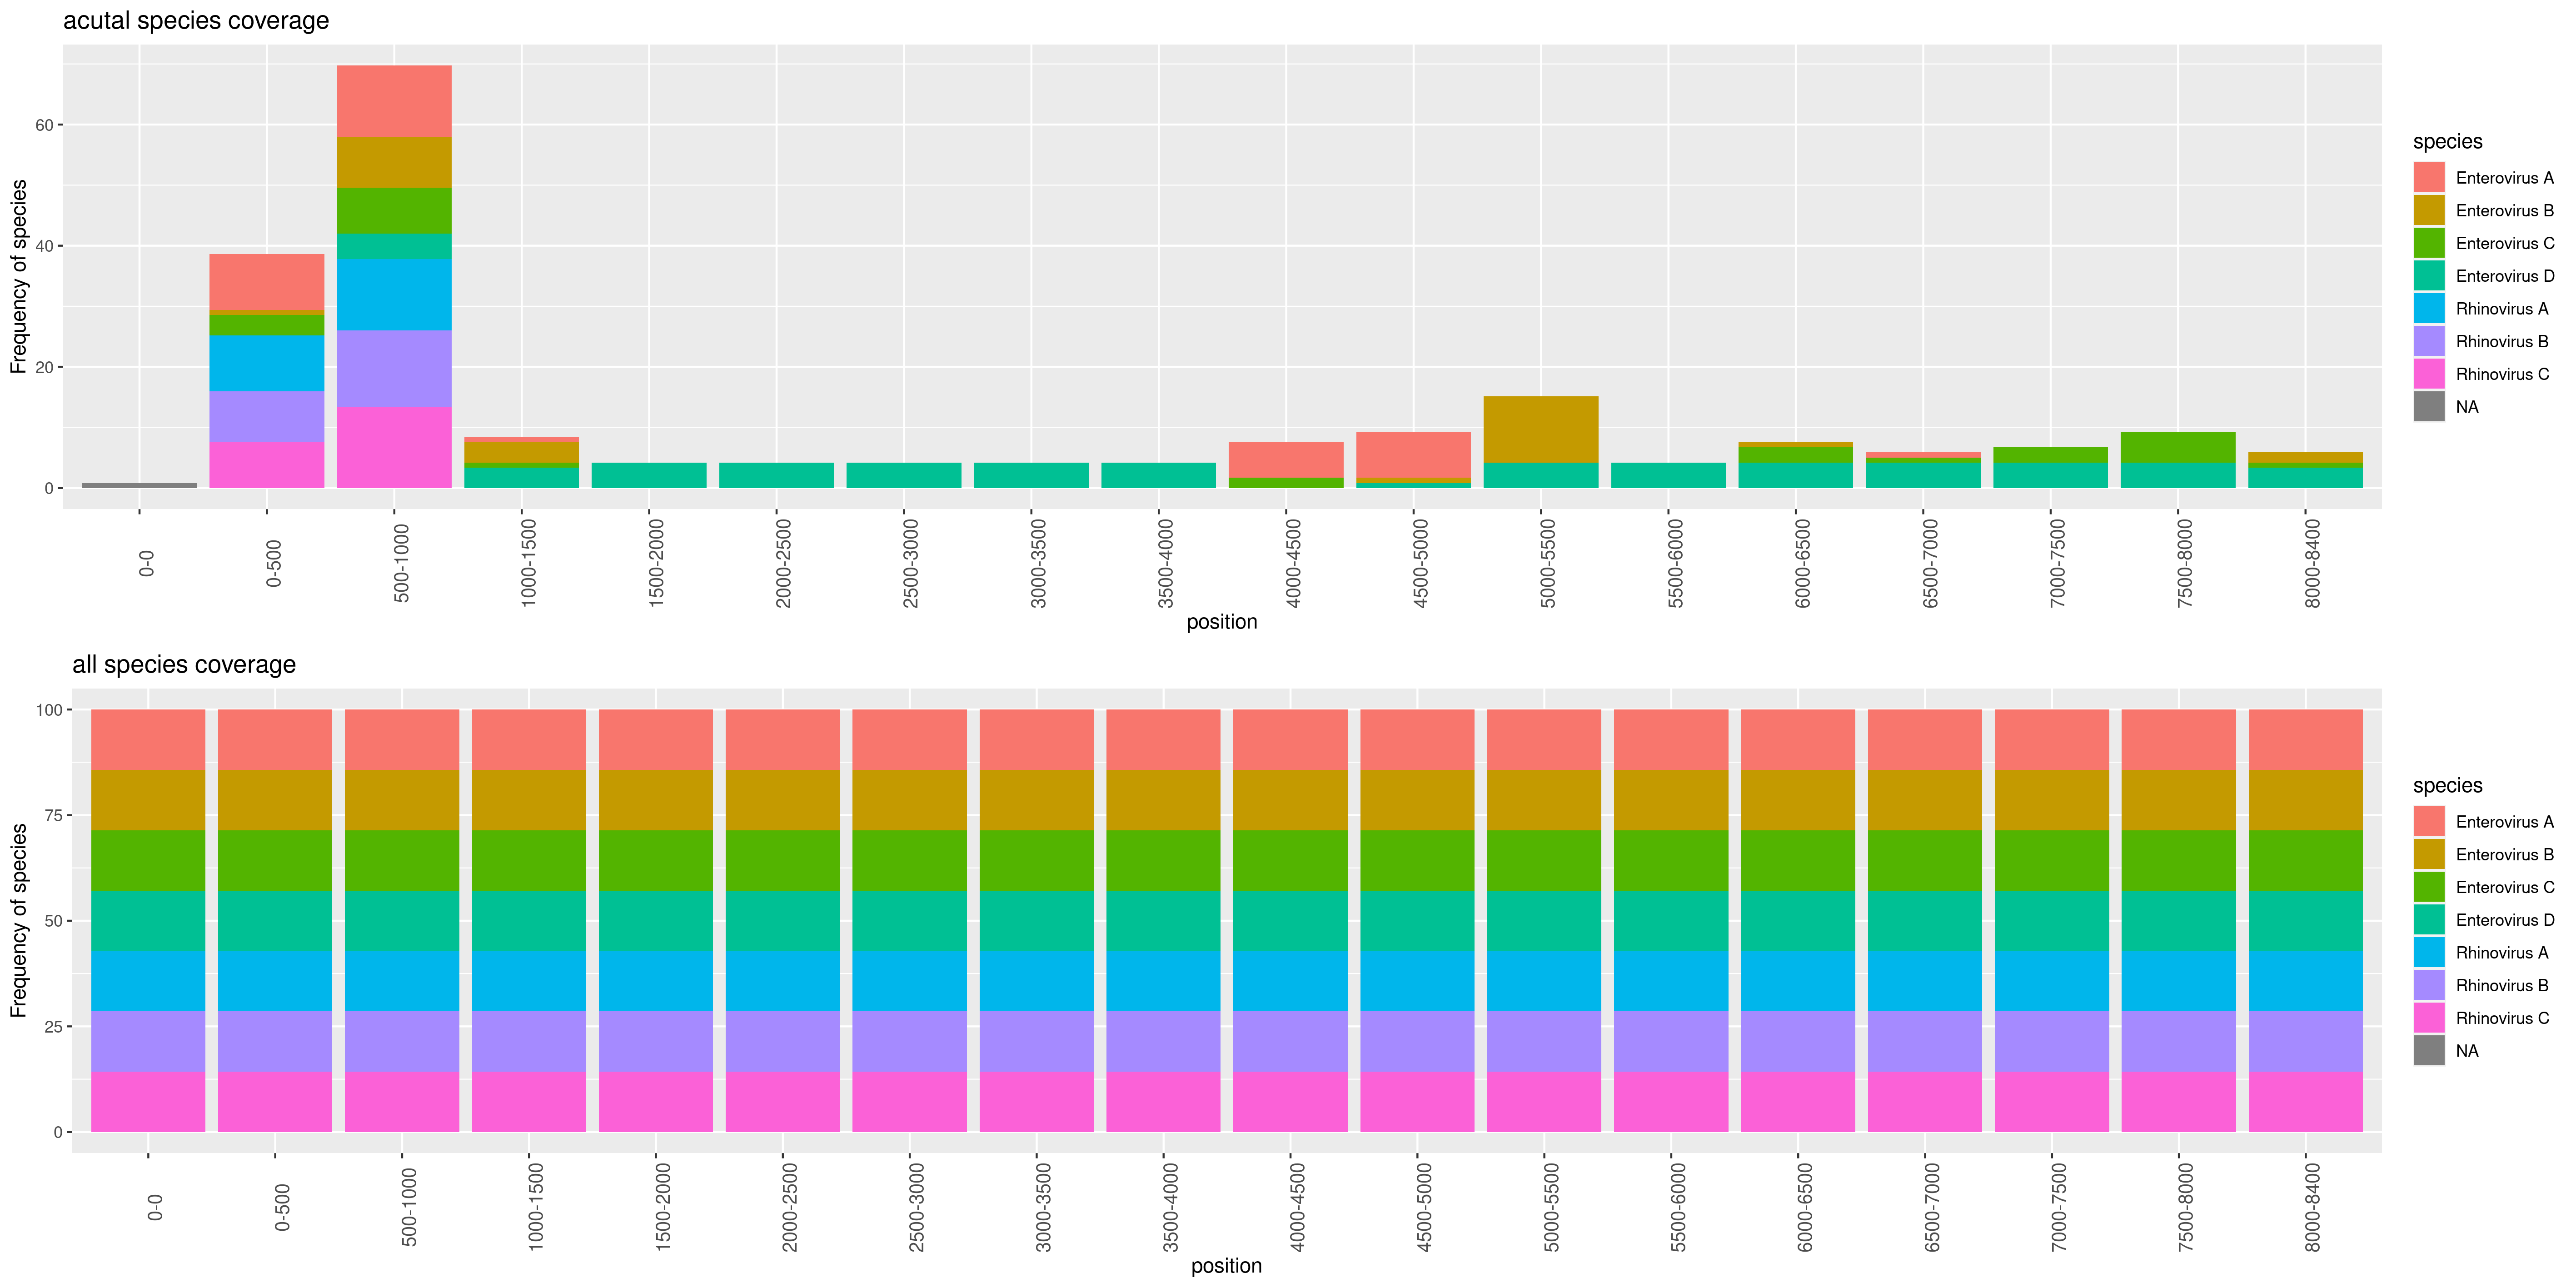 acutal species coverage
Frequency of species
60
40
20
0
0-0
0-500
500-1000
1000-1500
1500-2000
2000-2500
2500-3000
3000-3500
3500-4000
4000-4500
4500-5000
5000-5500
5500-6000
6000-6500
6500-7000
7000-7500
7500-8000
8000-8400
position
species
Enterovirus A
Enterovirus B
Enterovirus C
Enterovirus D
Rhinovirus A
Rhinovirus B
Rhinovirus C
NA
all species coverage
Frequency of species
100
75
50
25
0
0-0
0-500
500-1000
1000-1500
1500-2000
2000-2500
2500-3000
3000-3500
3500-4000
4000-4500
4500-5000
5000-5500
5500-6000
6000-6500
6500-7000
7000-7500
7500-8000
8000-8400
position
species
Enterovirus A
Enterovirus B
Enterovirus C
Enterovirus D
Rhinovirus A
Rhinovirus B
Rhinovirus C
NA